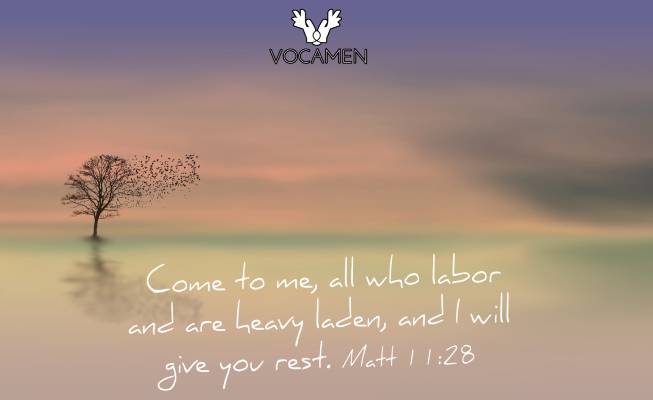 VOCAMEN
Come to me, all who labor
and are heavy laden, and I will
give you rest. Matt 11:28